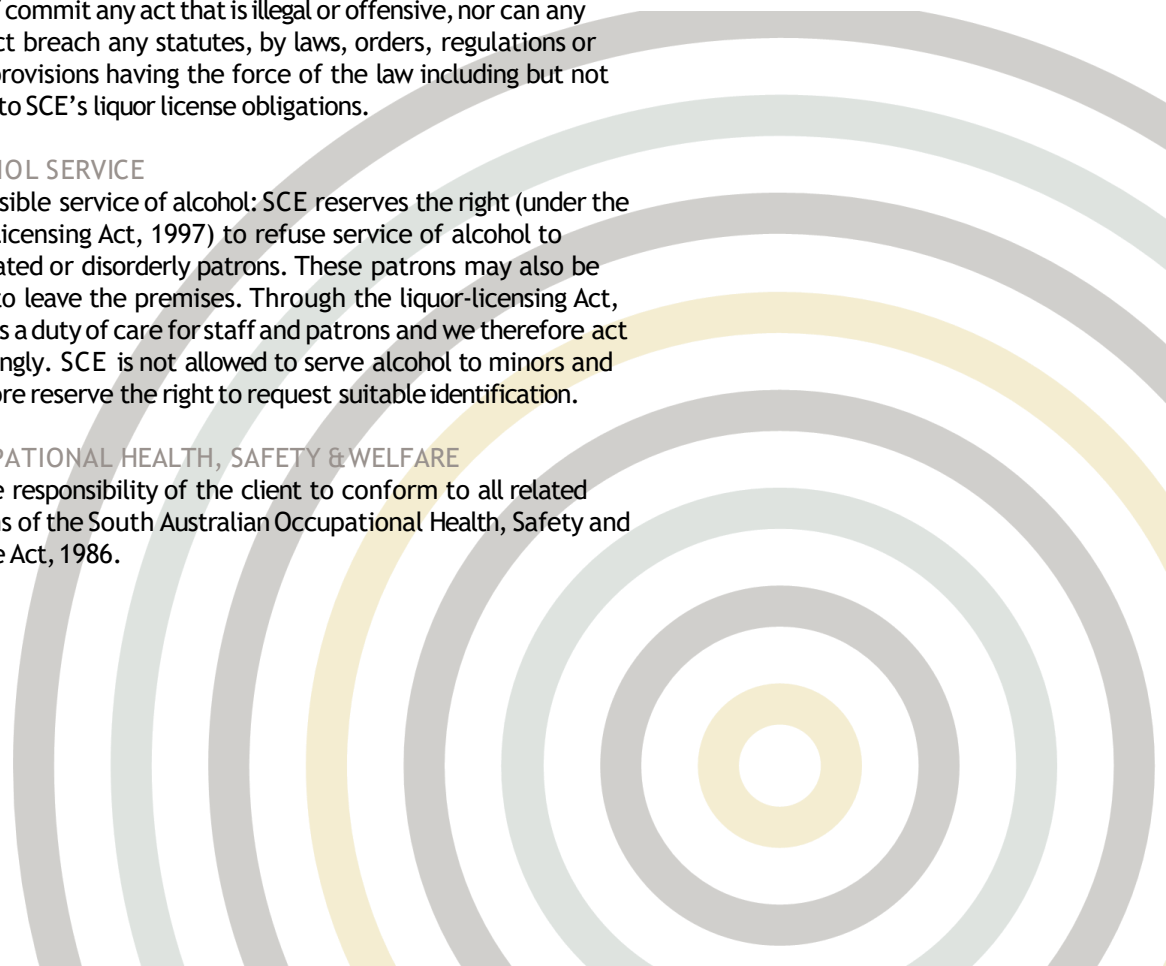 commit any act that is illegal or offensive, nor can any
ct breach any statutes, by laws, orders, regulations or
rovisions having the force of the law including but not
to SCE’s liquor license obligations.
OL SERVICE
sible service of alcohol: SCE reserves the right (under the
icensing Act, 1997) to refuse service of alcohol to
ated or disorderly patrons. These patrons may also be
to leave the premises. Through the liquor-licensing Act,
s a duty of care for staff and patrons and we therefore act
ngly. SCE is not allowed to serve alcohol to minors and
ore reserve the right to request suitable identification.
PATIONAL HEALTH, SAFETY & WELFARE
e responsibility of the client to conform to all related
s of the South Australian Occupational Health, Safety and
e Act, 1986.